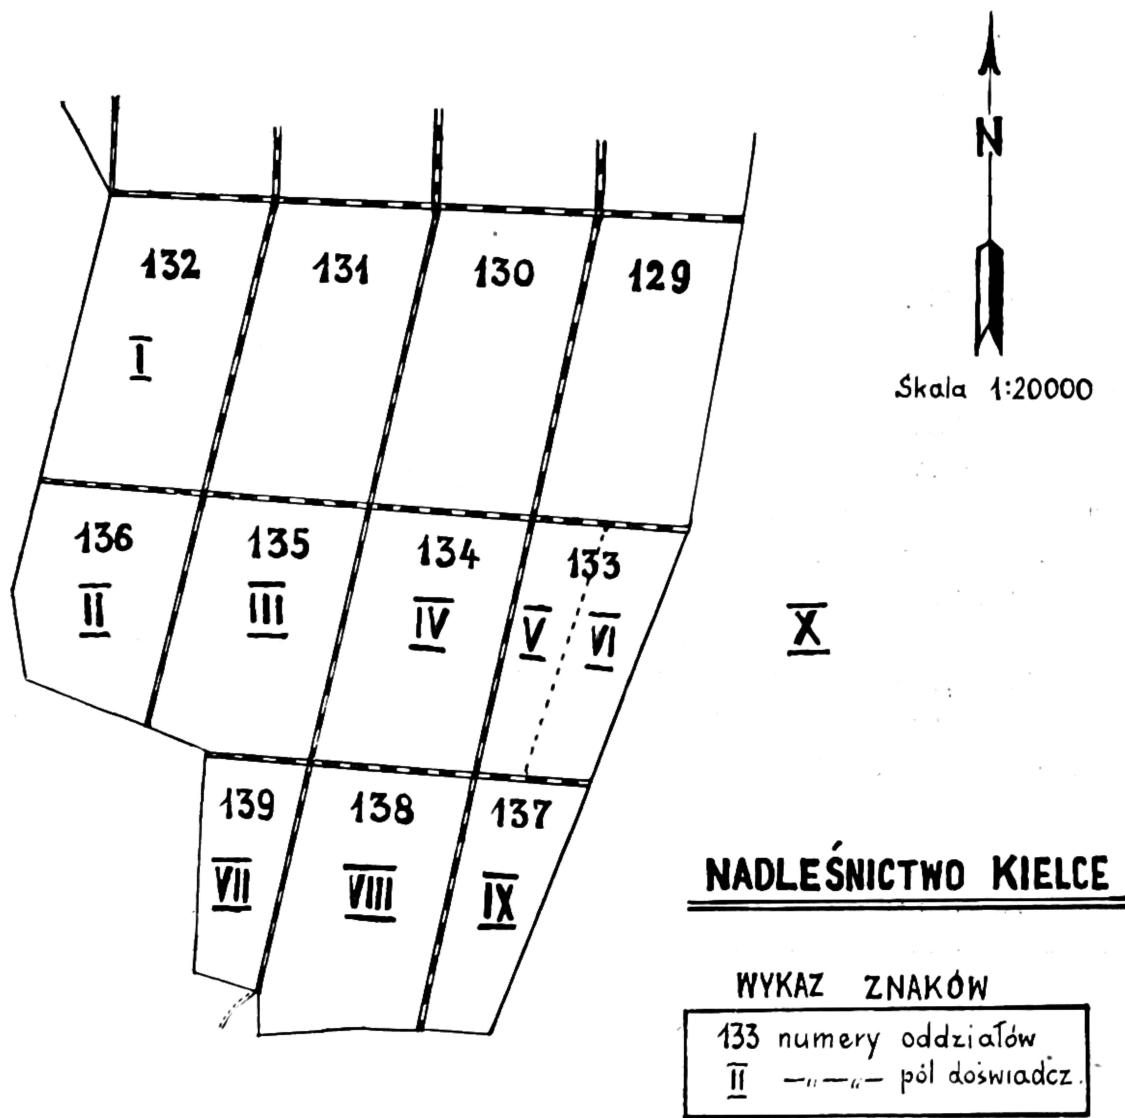 N
Skala 1:20000
132 131 130 129
I
136 135 134 133
II III IV V VI X
139 138 137
VII VIII IX
NADLEŚNICTWO KIELCE
WYKAZ ZNAKÓW
133 numery oddziałów
II —„—„— pól doświadcz.